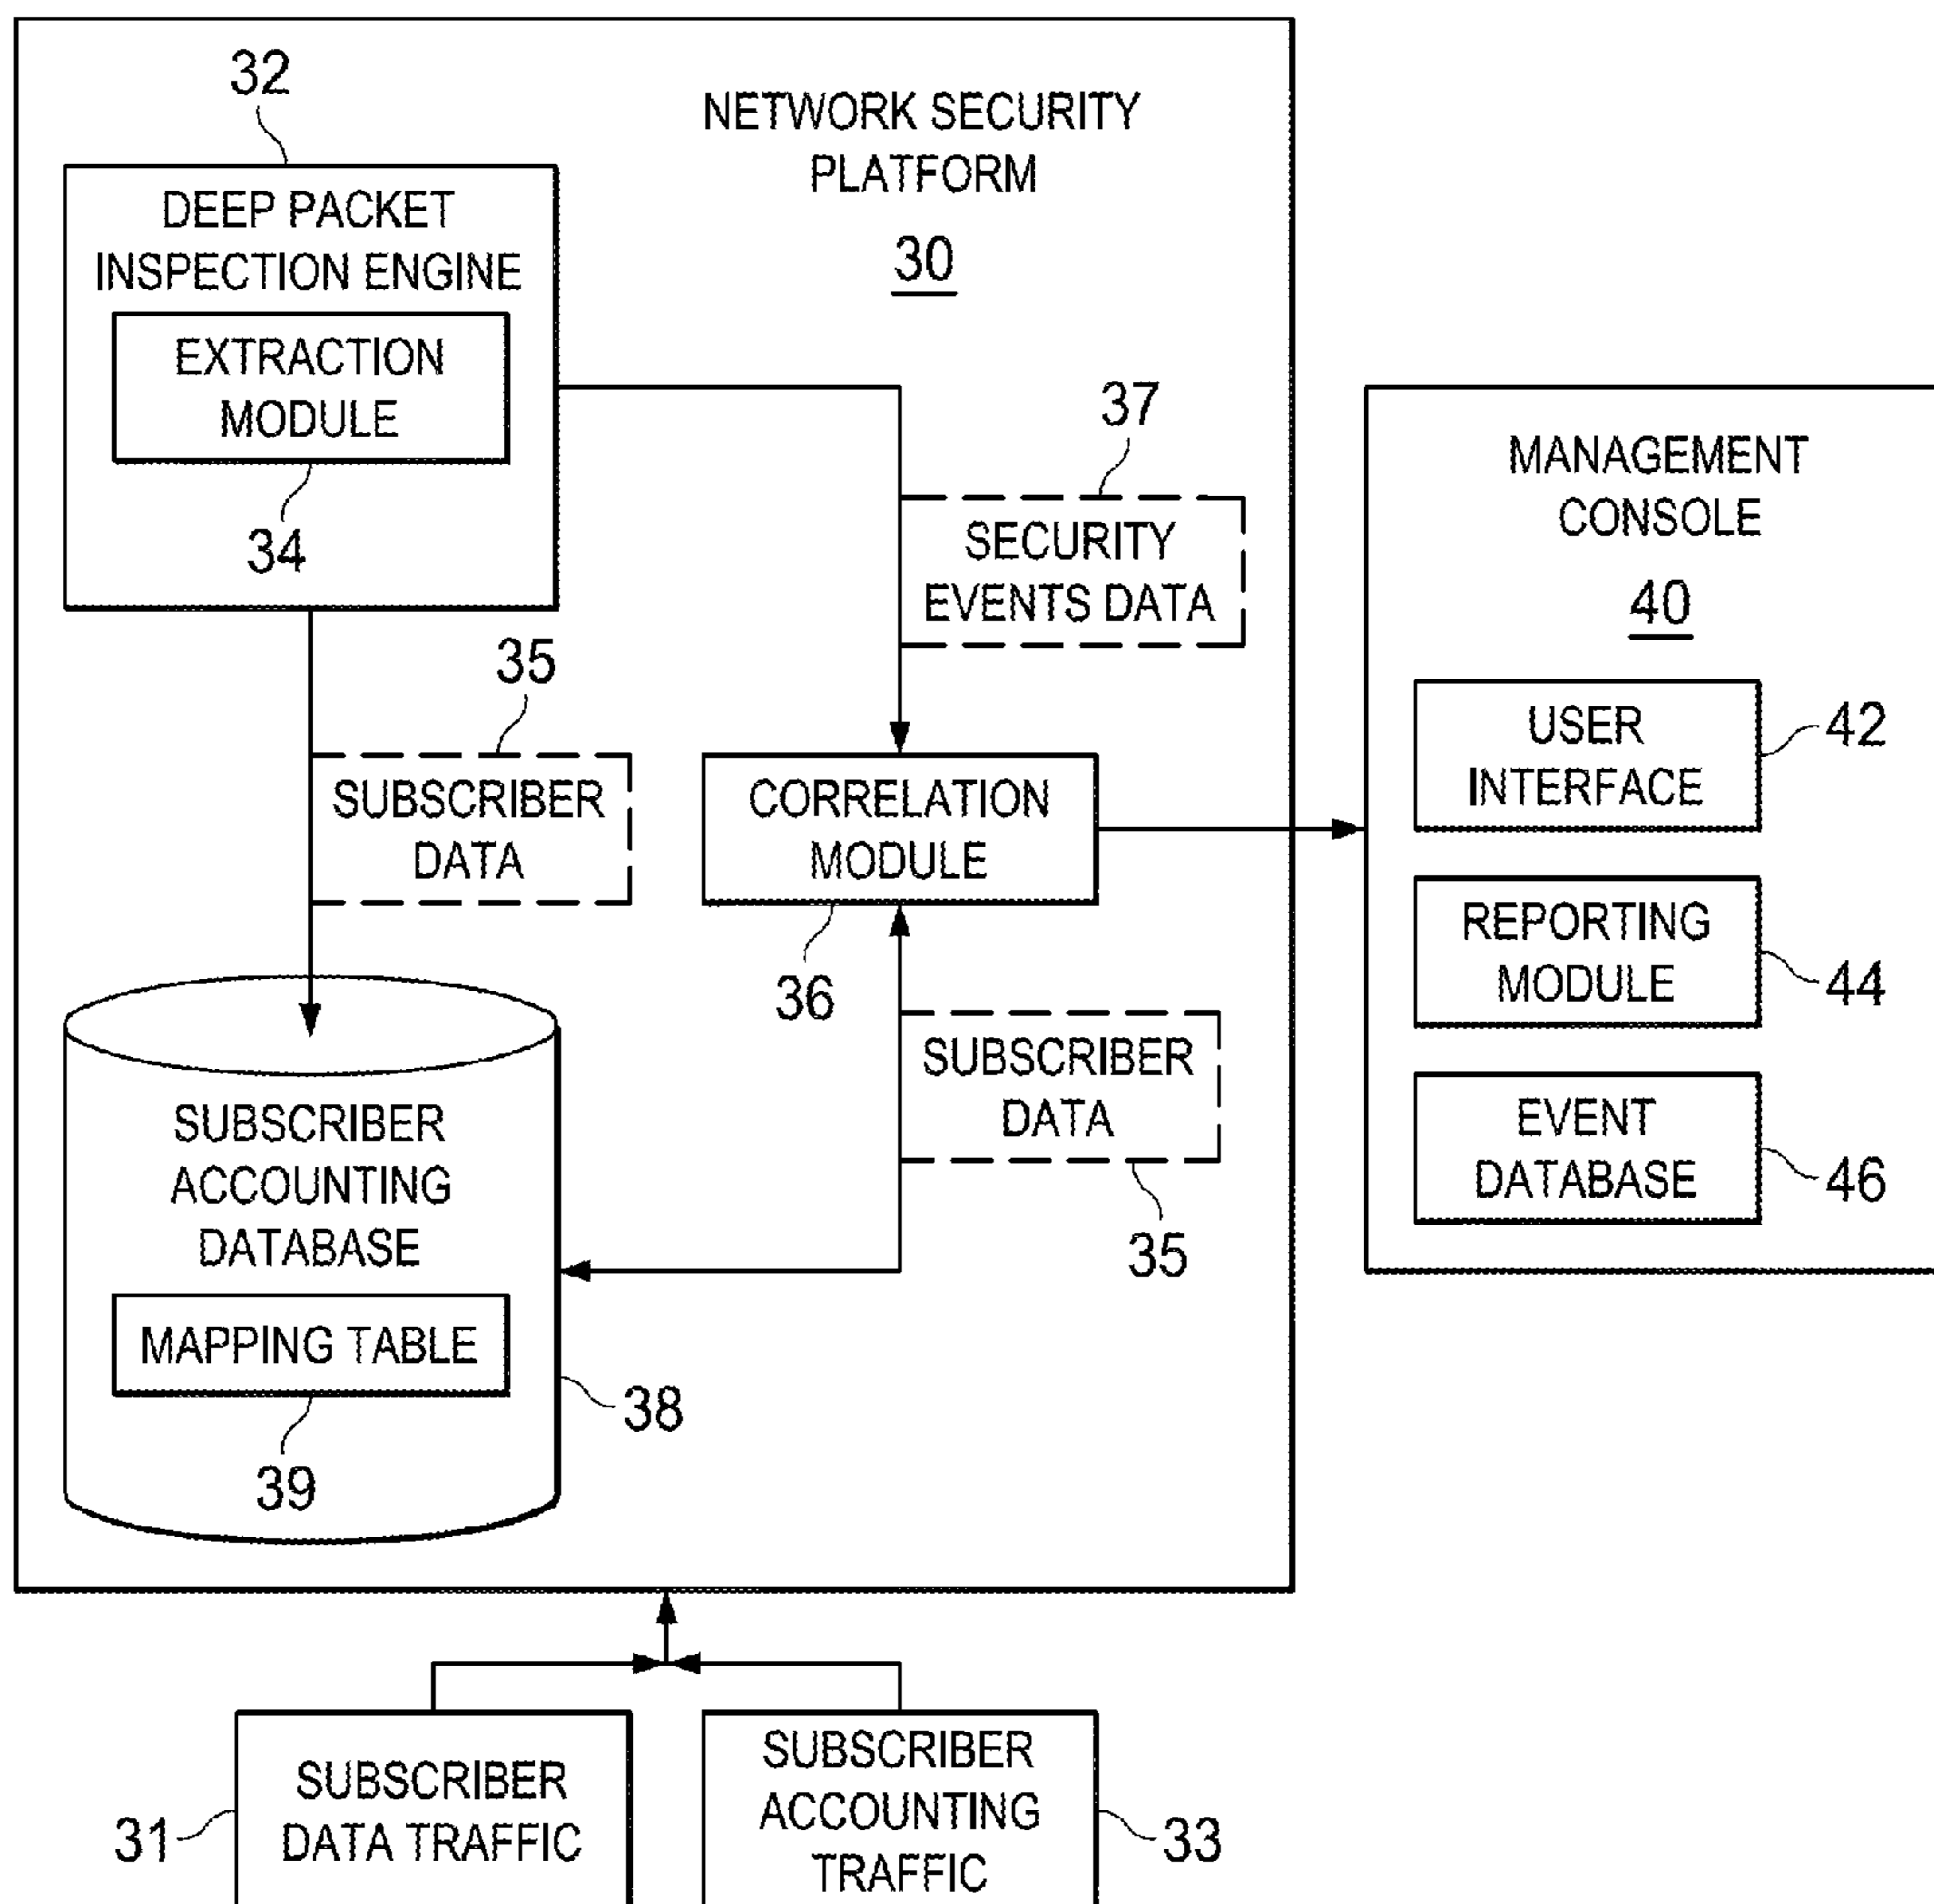 32
NETWORK SECURITY
PLATFORM
30
DEEP PACKET
INSPECTION ENGINE
EXTRACTION
MODULE
34
37
SECURITY
EVENTS DATA
MANAGEMENT
CONSOLE
40
35
SUBSCRIBER
DATA
CORRELATION
MODULE
36
USER
INTERFACE
42
REPORTING
MODULE
44
EVENT
DATABASE
46
SUBSCRIBER
DATA
35
SUBSCRIBER
ACCOUNTING
DATABASE
MAPPING TABLE
38
39
SUBSCRIBER
DATA TRAFFIC
31
SUBSCRIBER
ACCOUNTING
TRAFFIC
33